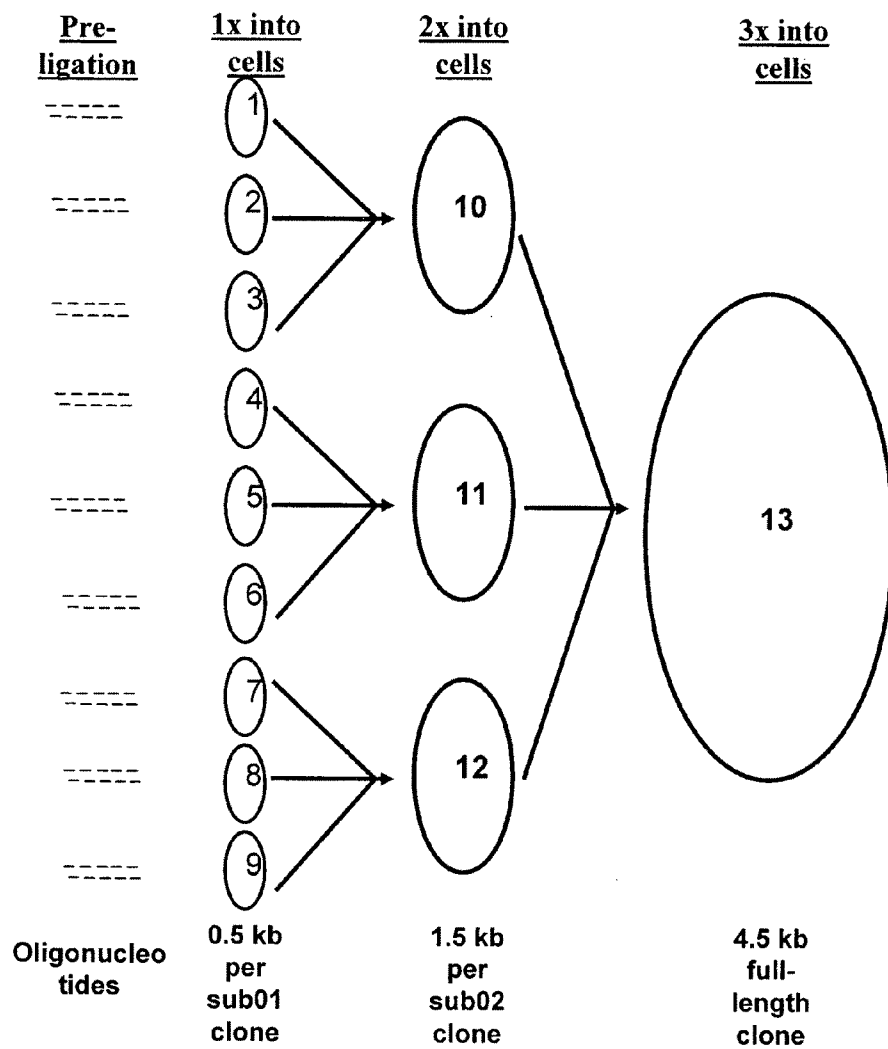 Pre-
ligation
1x into
cells
2x into
cells
3x into
cells
1
2
3
4
5
6
7
8
9
10
11
12
13
Oligonucleo
tides
0.5 kb
per
sub01
clone
1.5 kb
per
sub02
clone
4.5 kb
full-
length
clone